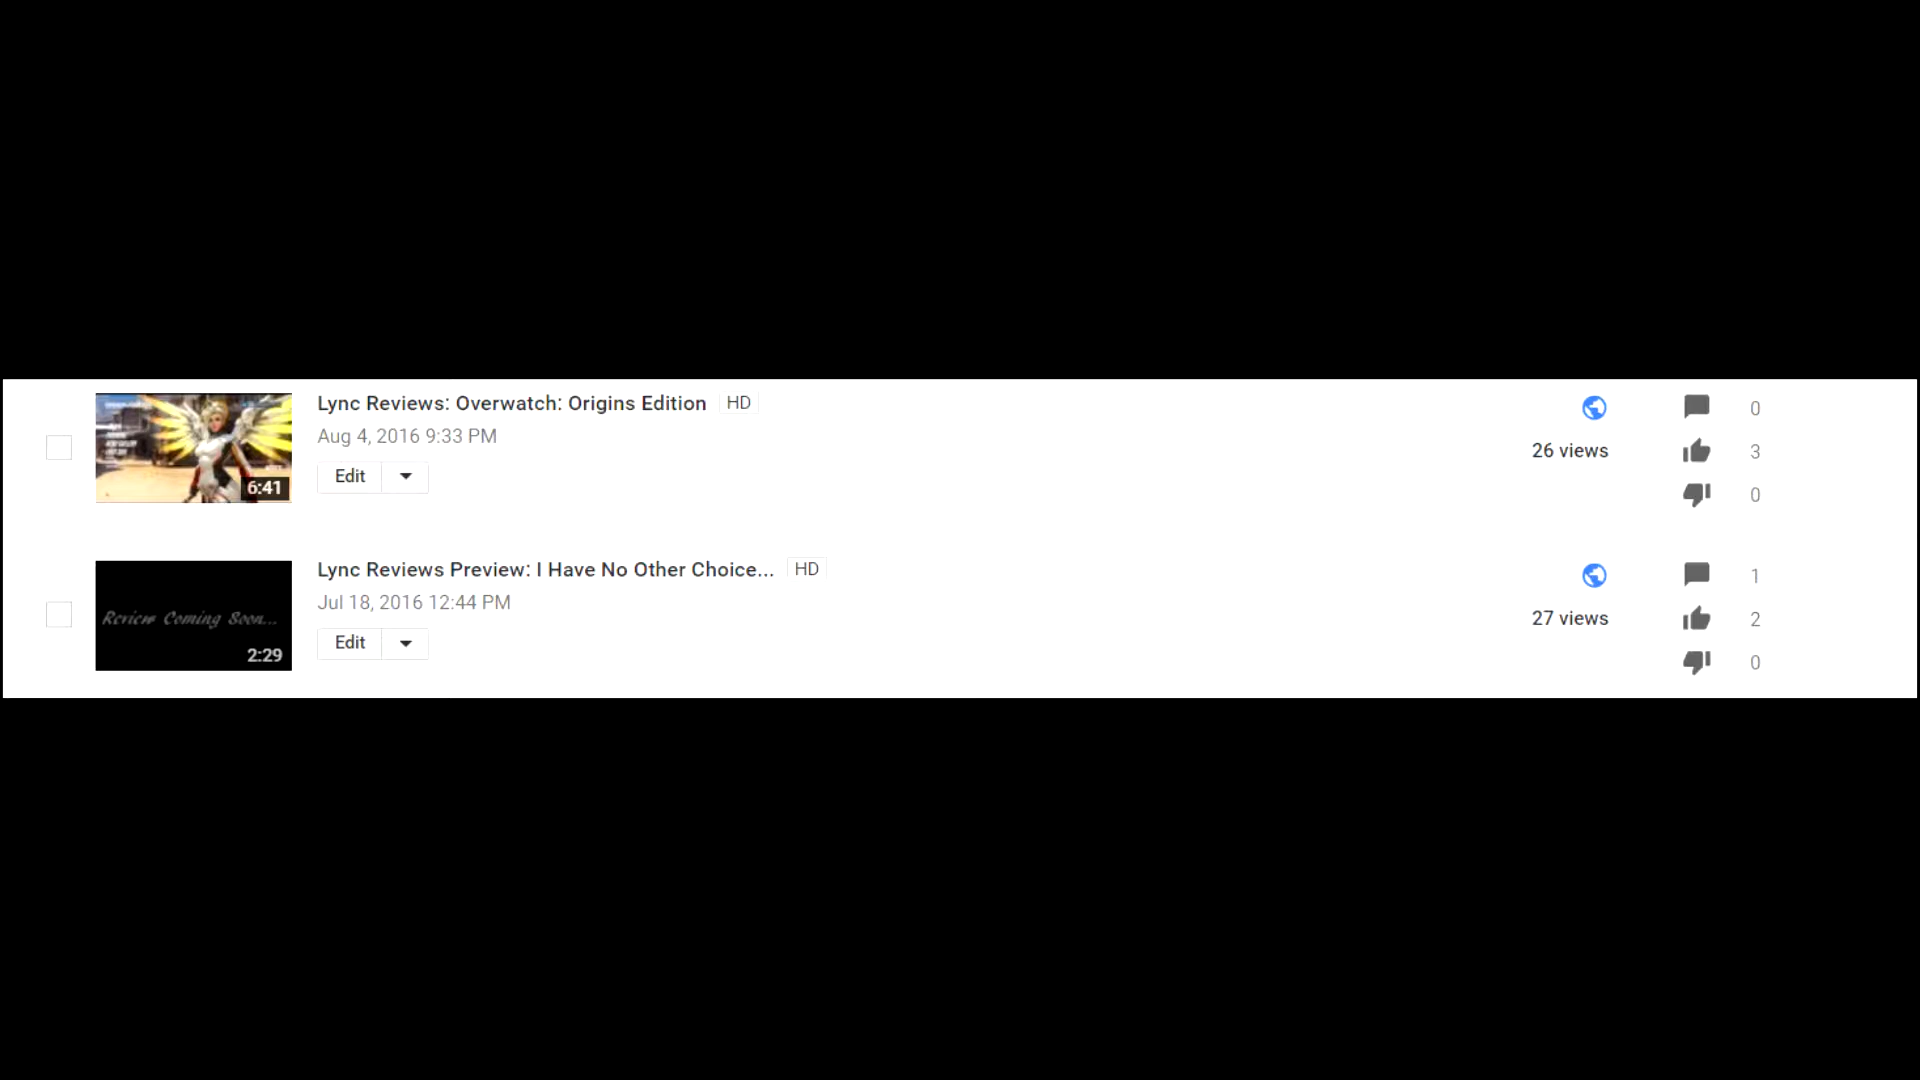 Lync Reviews: Overwatch: Origins Edition HD
Aug 4, 2016 9:33 PM
Edit
6:41
26 views
0
3
0
Lync Reviews Preview: I Have No Other Choice... HD
Jul 18, 2016 12:44 PM
Edit
Review Coming Soon...
2:29
27 views
1
2
0